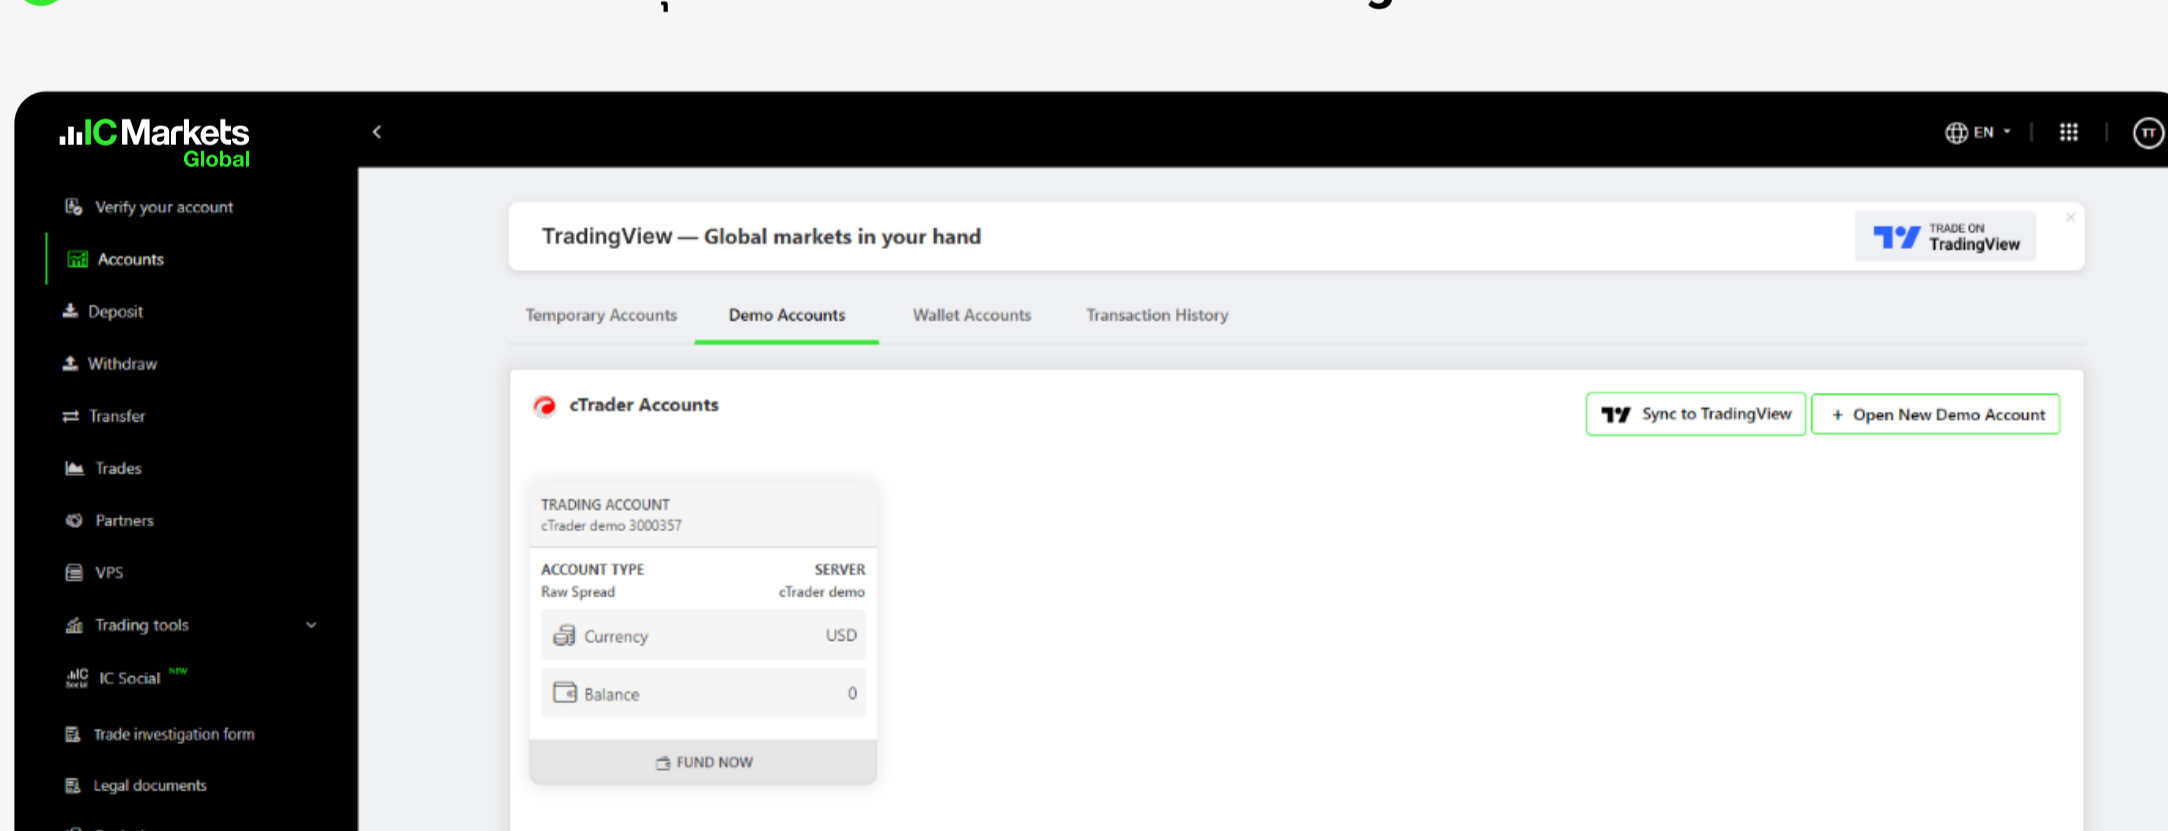 IC Markets
Global
EN
TT
Verify your account
Accounts
Deposit
Withdraw
Transfer
Trades
Partners
VPS
Trading tools
IC Social NEW
Trade investigation form
Legal documents
TradingView — Global markets in your hand
TRADE ON
TradingView
Temporary Accounts
Demo Accounts
Wallet Accounts
Transaction History
cTrader Accounts
Sync to TradingView
+ Open New Demo Account
TRADING ACCOUNT
cTrader demo 3000357
ACCOUNT TYPE SERVER
Raw Spread cTrader demo
Currency USD
Balance 0
FUND NOW